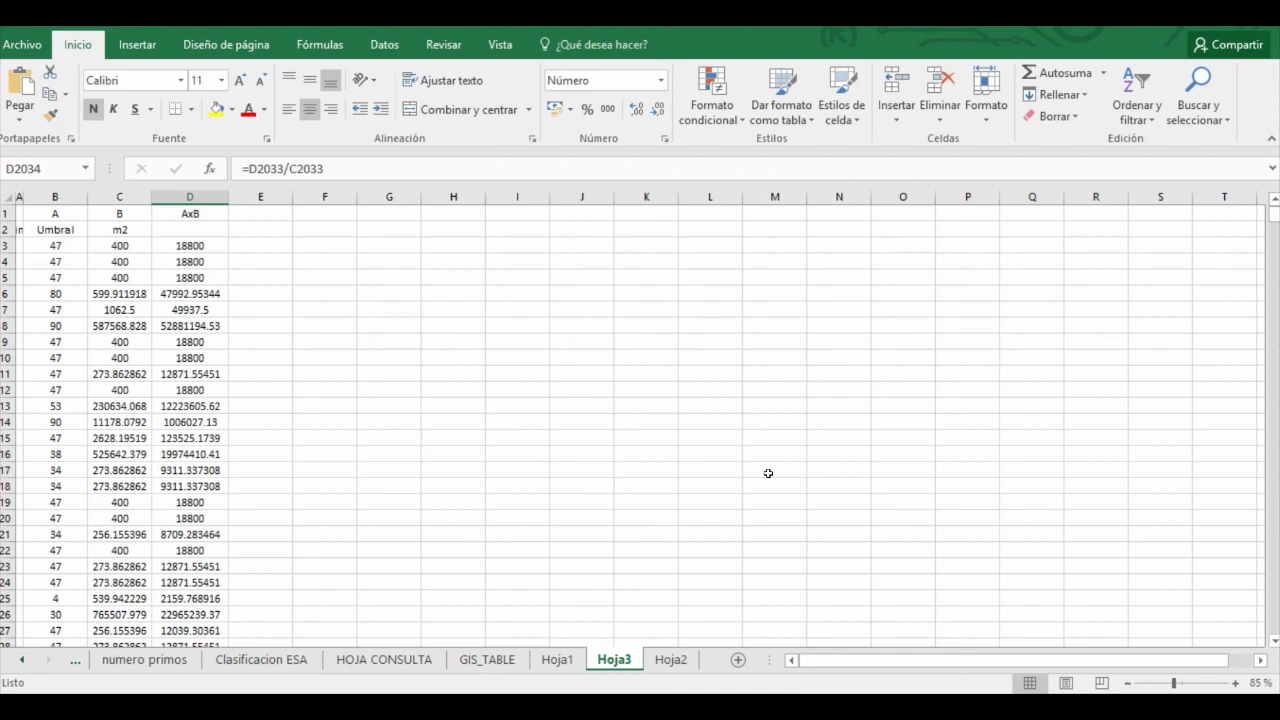 Archivo Inicio Insertar Diseño de página Fórmulas Datos Revisar Vista ¿Qué desea hacer? Compartir
Pegar Calibri 11 Ajustar texto Número Formato condicional Dar formato como tabla Estilos de celda Insertar Eliminar Formato Autosuma Ordenar y filtrar Buscar y seleccionar
N K S Combinar y centrar % 000 Rellenar
Borrar
Portapapeles Fuente Alineación Número Estilos Celdas Edición
D2034 fx =D2033/C2033
A B C D E F G H I J K L M N O P Q R S T
1 A B AxB
2 in Umbral m2
3 47 400 18800
4 47 400 18800
5 47 400 18800
6 80 599.911918 47992.95344
7 47 1062.5 49937.5
8 90 587568.828 52881194.53
9 47 400 18800
10 47 400 18800
11 47 273.862862 12871.55451
12 47 400 18800
13 53 230634.068 12223605.62
14 90 11178.0792 1006027.13
15 47 2628.19519 123525.1739
16 38 525642.379 19974410.41
17 34 273.862862 9311.337308
18 34 273.862862 9311.337308
19 47 400 18800
20 47 400 18800
21 34 256.155396 8709.283464
22 47 400 18800
23 47 273.862862 12871.55451
24 47 273.862862 12871.55451
25 4 539.942229 2159.768916
26 30 765507.979 22965239.37
27 47 256.155396 12039.30361
28 47 273.862862 12871.55451
... numero primos Clasificacion ESA HOJA CONSULTA GIS_TABLE Hoja1 Hoja3 Hoja2
Listo 85 %